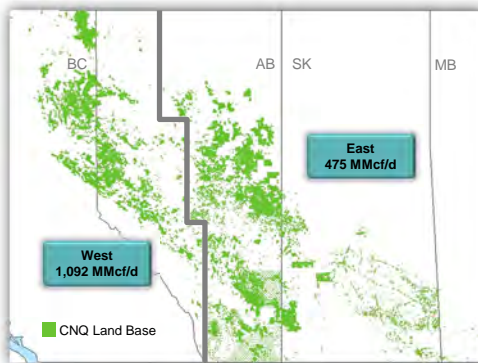 BC
AB
SK
MB
East
475 MMcf/d
West
1,092 MMcf/d
CNQ Land Base